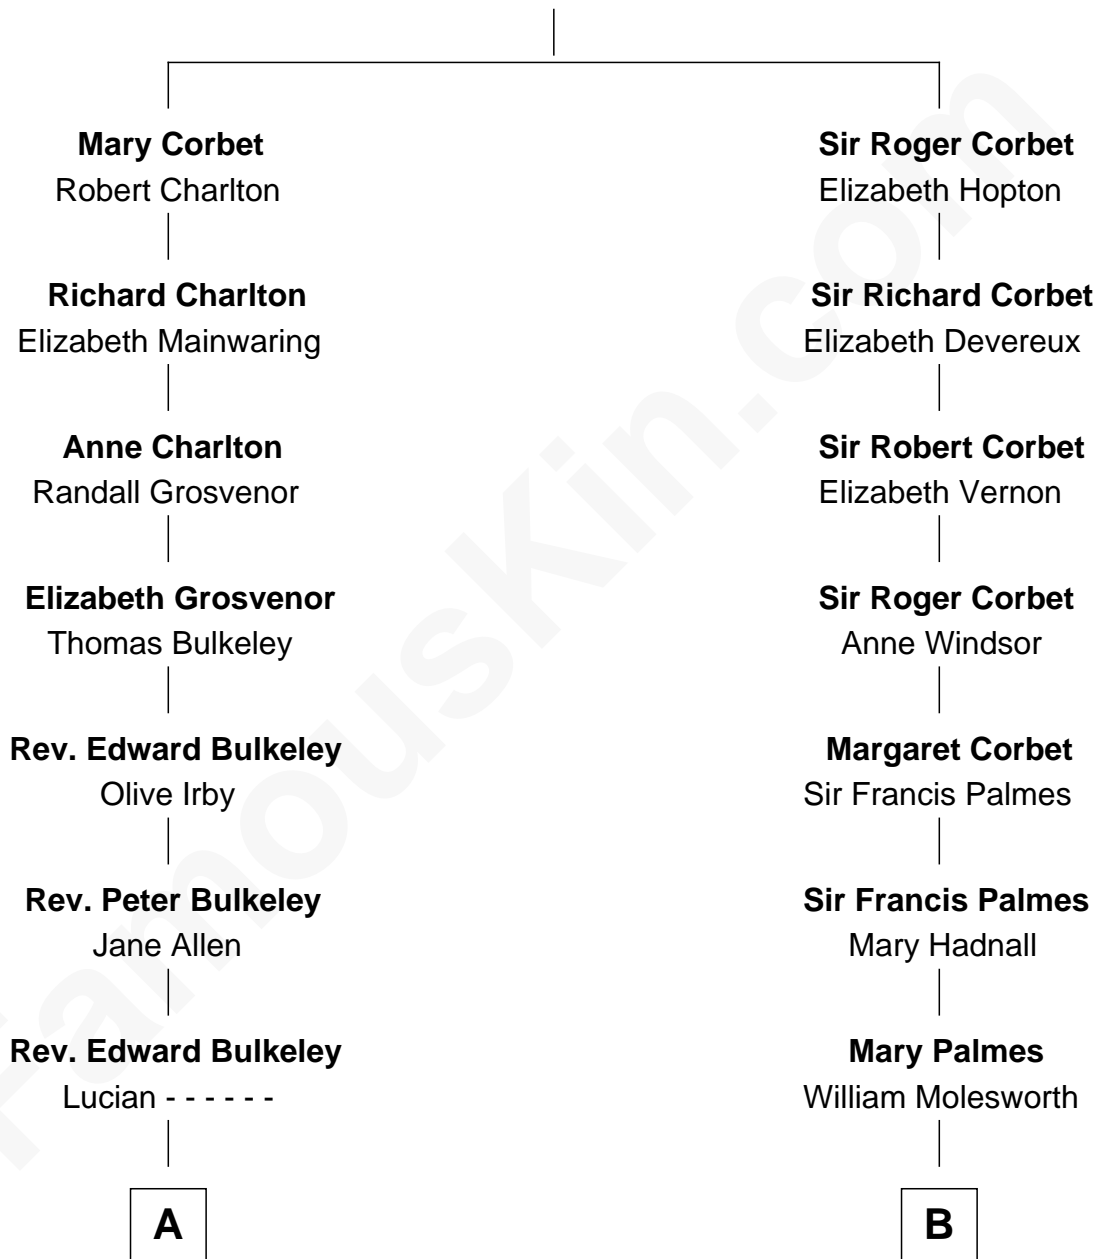 Mary Corbet
Robert Charlton
Richard Charlton
Elizabeth Mainwaring
Anne Charlton
Randall Grosvenor
Elizabeth Grosvenor
Thomas Bulkeley
Rev. Edward Bulkeley
Olive Irby
Rev. Peter Bulkeley
Jane Allen
Rev. Edward Bulkeley
Lucian - - - - - -
A
Sir Roger Corbet
Elizabeth Hopton
Sir Richard Corbet
Elizabeth Devereux
Sir Robert Corbet
Elizabeth Vernon
Sir Roger Corbet
Anne Windsor
Margaret Corbet
Sir Francis Palmes
Sir Francis Palmes
Mary Hadnall
Mary Palmes
William Molesworth
B
FamousKin.com